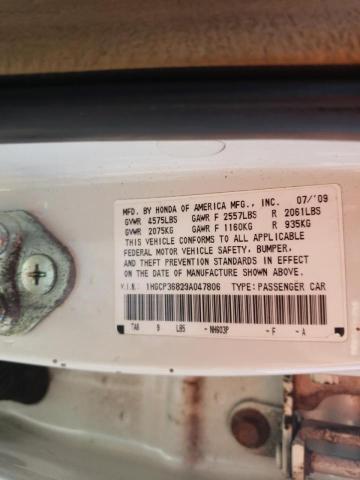 MFD. BY HONDA OF AMERICA MFG., INC. 07/'09
GVWR 4575LBS GAWR F 2557LBS R 2061LBS
GVWR 2075KG GAWR F 1160KG R 935KG
THIS VEHICLE CONFORMS TO ALL APPLICABLE
FEDERAL MOTOR VEHICLE SAFETY, BUMPER,
AND THEFT PREVENTION STANDARDS IN EFFECT
ON THE DATE OF MANUFACTURE SHOWN ABOVE.
V.I.N: 1HGCP36829A047806 TYPE: PASSENGER CAR
TA0 9 LBS -NH603P -F -A